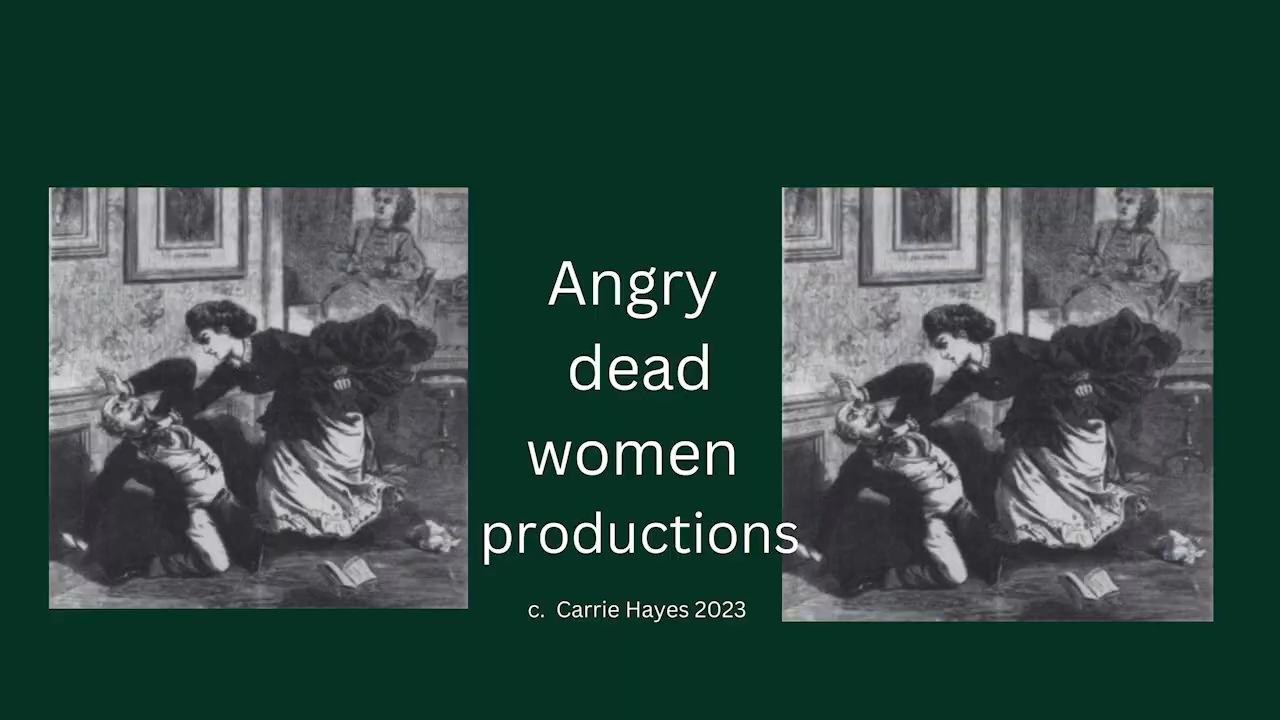 Angry
dead
women
productions
c. Carrie Hayes 2023